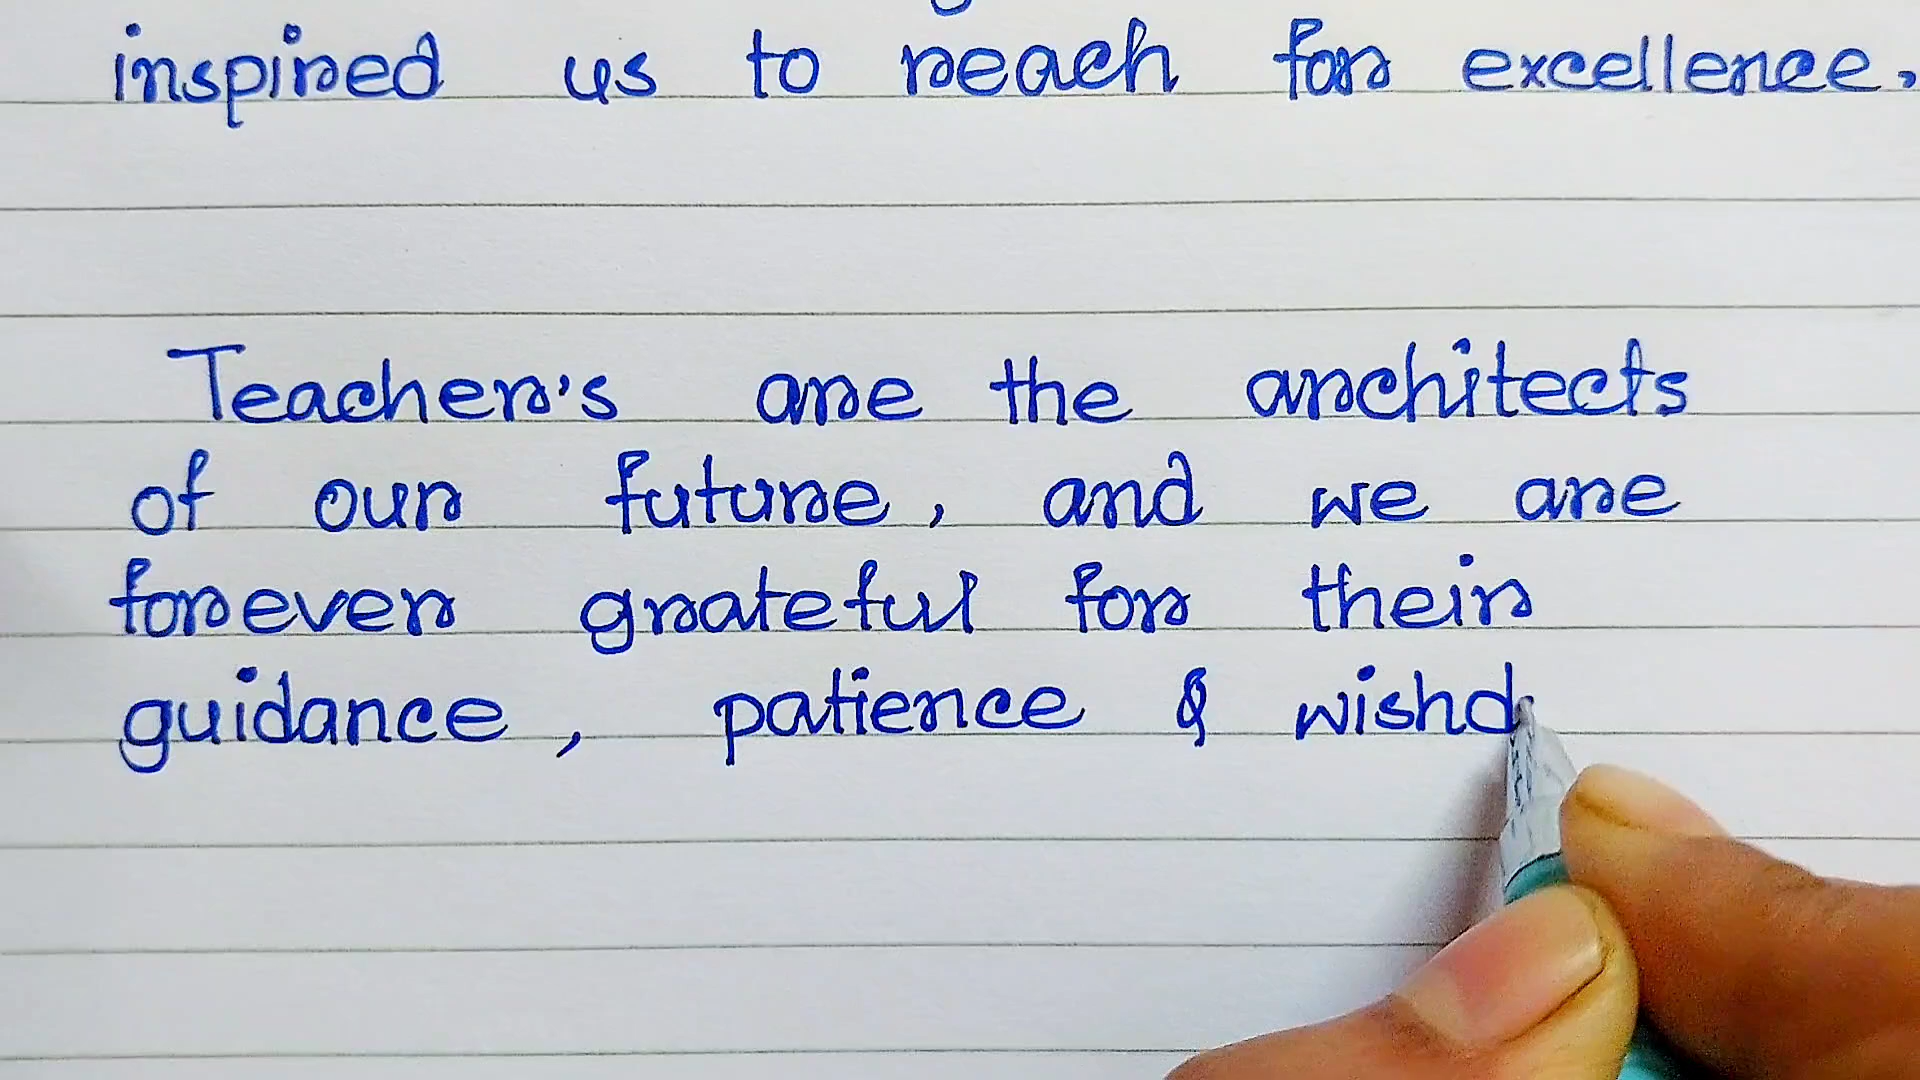 inspired us to reach for excellence.
Teacher's are the architects
of our future, and we are
forever grateful for their
guidance, patience & wishd